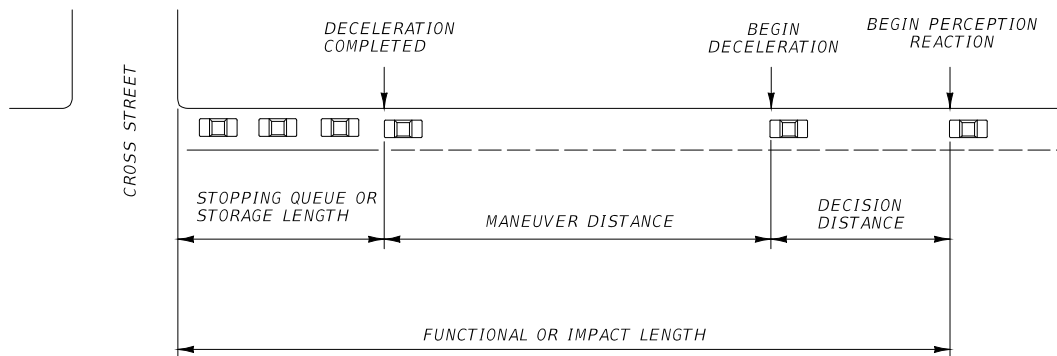 DECELERATION
COMPLETED
BEGIN
DECELERATION
BEGIN PERCEPTION
REACTION
CROSS STREET
STOPPING QUEUE OR
STORAGE LENGTH
MANEUVER DISTANCE
DECISION
DISTANCE
FUNCTIONAL OR IMPACT LENGTH